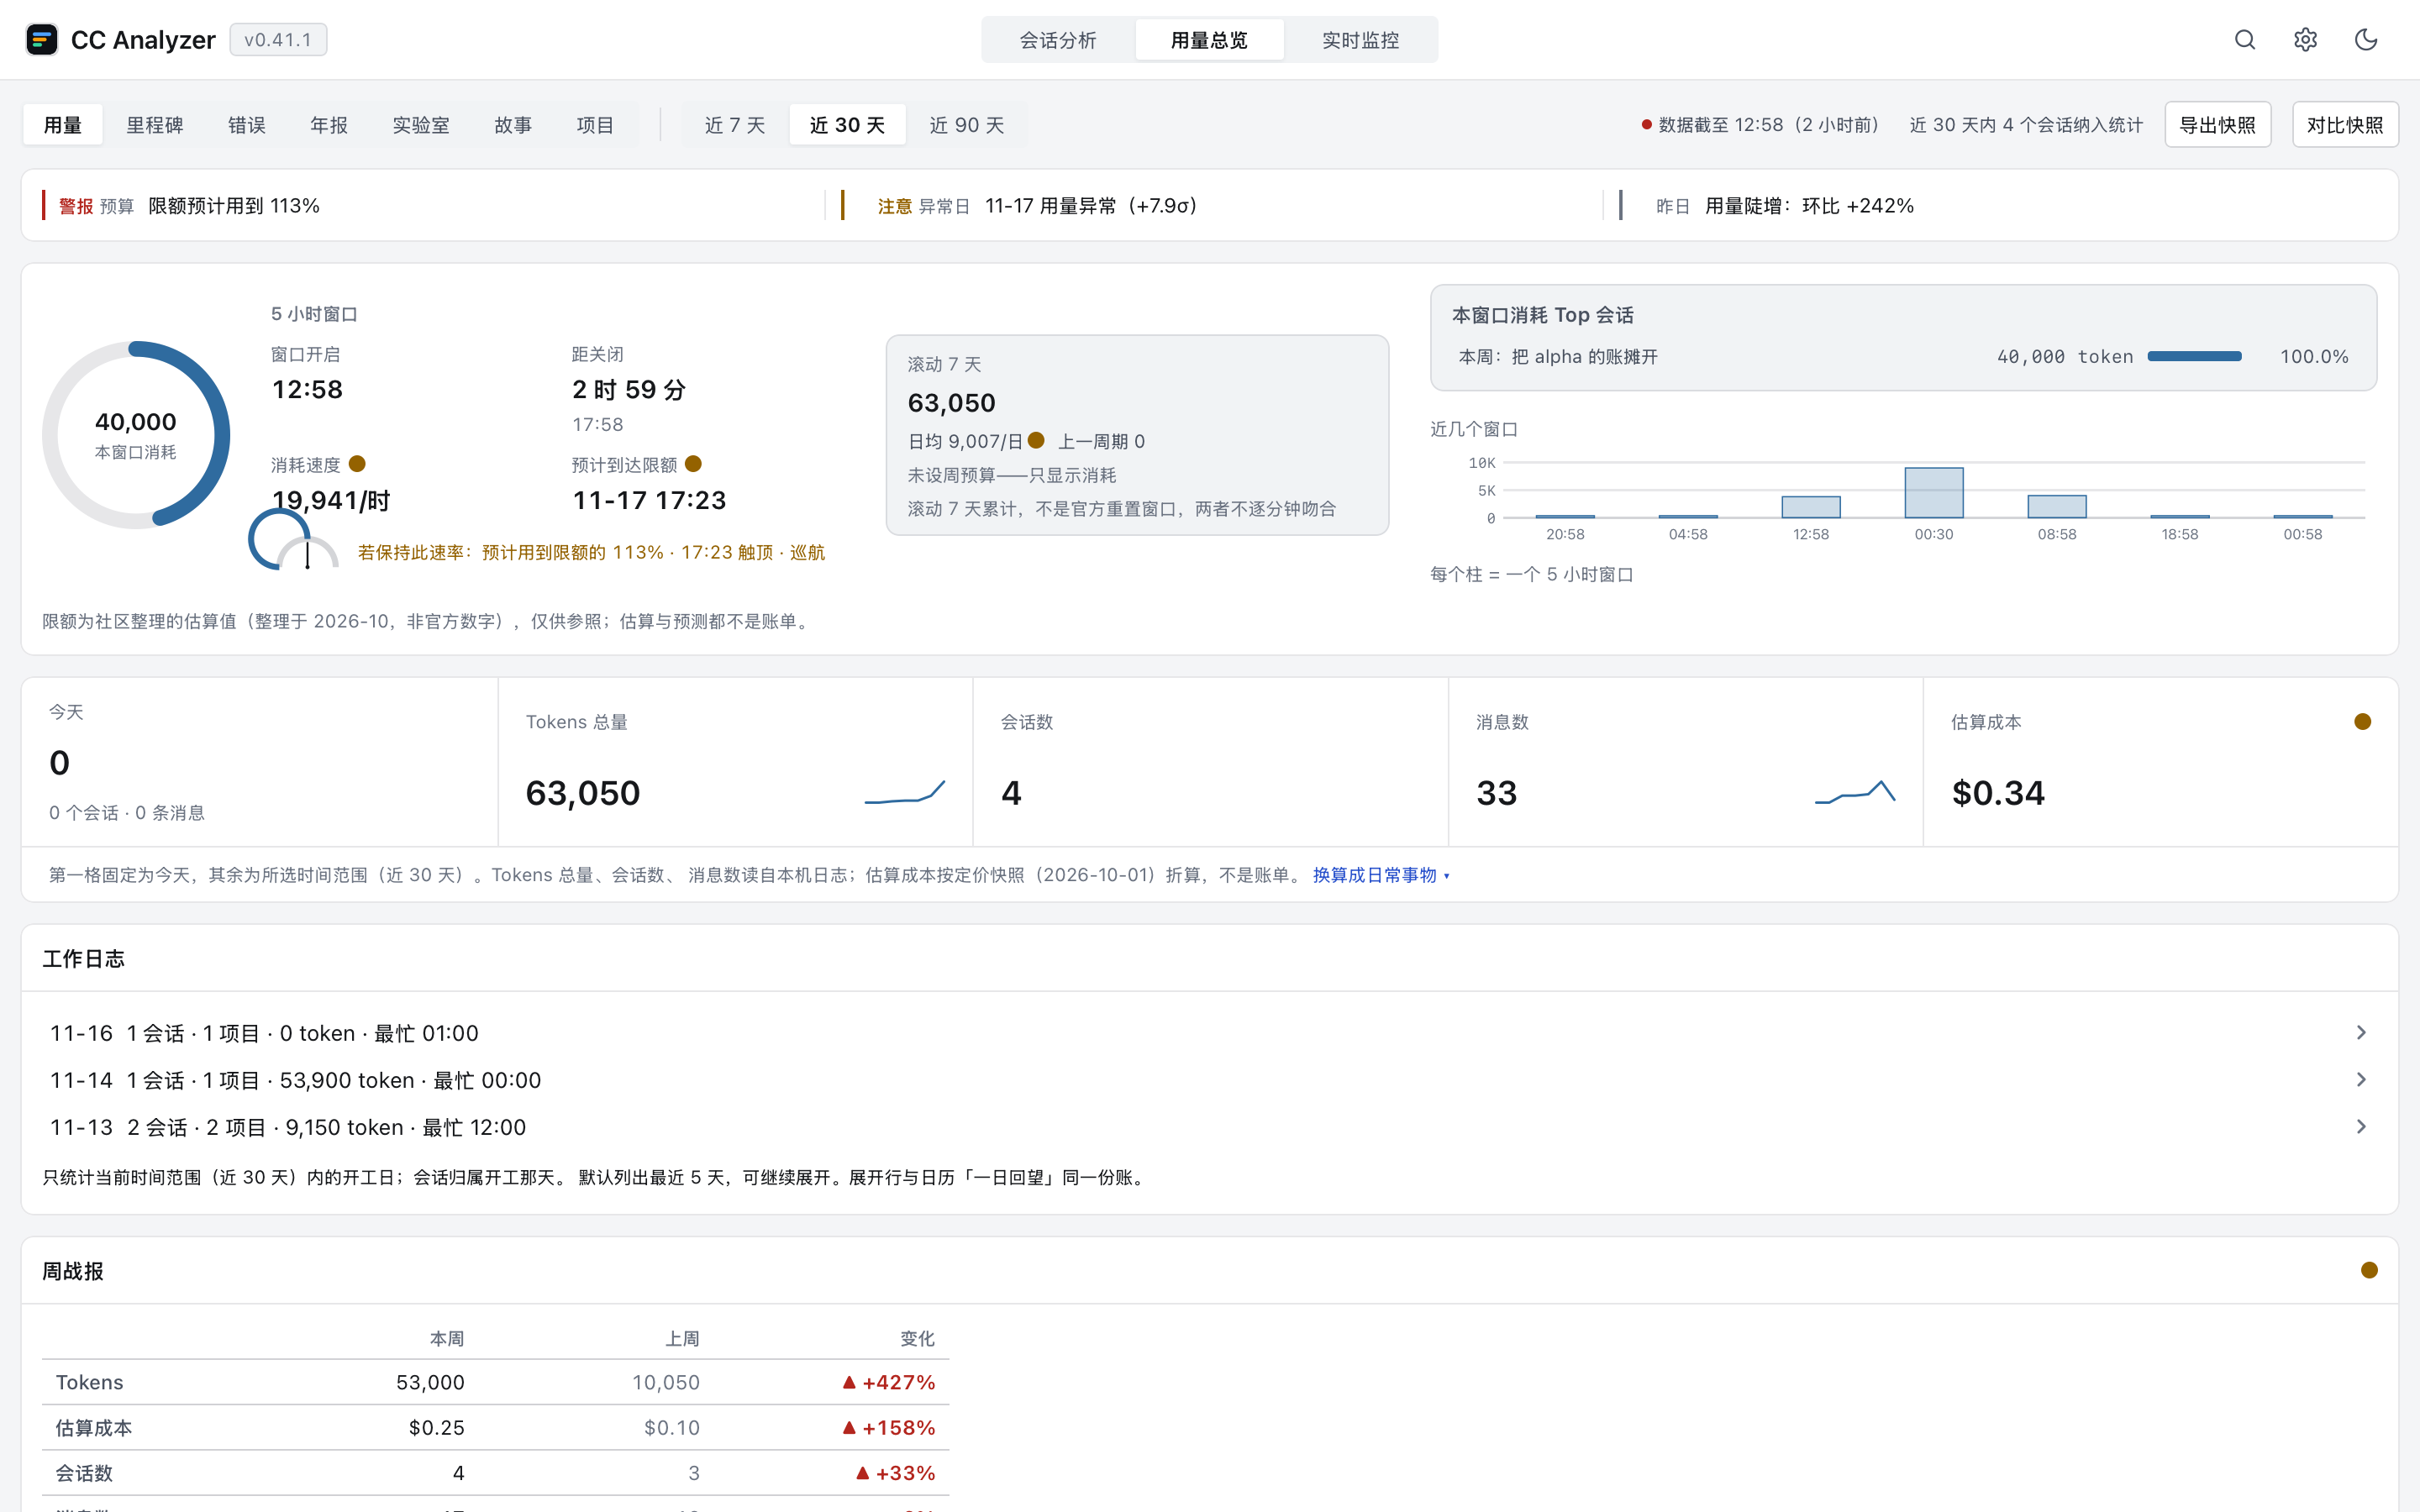 CC Analyzer v0.41.1 会话分析 用量总览 实时监控
用量 里程碑 错误 年报 实验室 故事 项目 近 7 天 近 30 天 近 90 天 数据截至 12:58（2 小时前） 近 30 天内 4 个会话纳入统计 导出快照 对比快照
警报 预算 限额预计用到 113% 注意 异常日 11-17 用量异常（+7.9σ） 昨日 用量陡增：环比 +242%
40,000
本窗口消耗
5 小时窗口
窗口开启 距关闭
12:58 2 时 59 分
17:58
消耗速度 预计到达限额
19,941/时 11-17 17:23
若保持此速率：预计用到限额的 113% · 17:23 触顶 · 巡航
滚动 7 天
63,050
日均 9,007/日 上一周期 0
未设周预算——只显示消耗
滚动 7 天累计，不是官方重置窗口，两者不逐分钟吻合
本窗口消耗 Top 会话
本周：把 alpha 的账摊开 40,000 token 100.0%
近几个窗口
10K
5K
0
20:58 04:58 12:58 00:30 08:58 18:58 00:58
每个柱 = 一个 5 小时窗口
限额为社区整理的估算值（整理于 2026-10，非官方数字），仅供参照；估算与预测都不是账单。
今天 Tokens 总量 会话数 消息数 估算成本
0 63,050 4 33 $0.34
0 个会话 · 0 条消息
第一格固定为今天，其余为所选时间范围（近 30 天）。Tokens 总量、会话数、 消息数读自本机日志；估算成本按定价快照（2026-10-01）折算，不是账单。 换算成日常事物 ▾
工作日志
11-16 1 会话 · 1 项目 · 0 token · 最忙 01:00
11-14 1 会话 · 1 项目 · 53,900 token · 最忙 00:00
11-13 2 会话 · 2 项目 · 9,150 token · 最忙 12:00
只统计当前时间范围（近 30 天）内的开工日；会话归属开工那天。 默认列出最近 5 天，可继续展开。展开行与日历「一日回望」同一份账。
周战报
本周 上周 变化
Tokens 53,000 10,050 ▲ +427%
估算成本 $0.25 $0.10 ▲ +158%
会话数 4 3 ▲ +33%